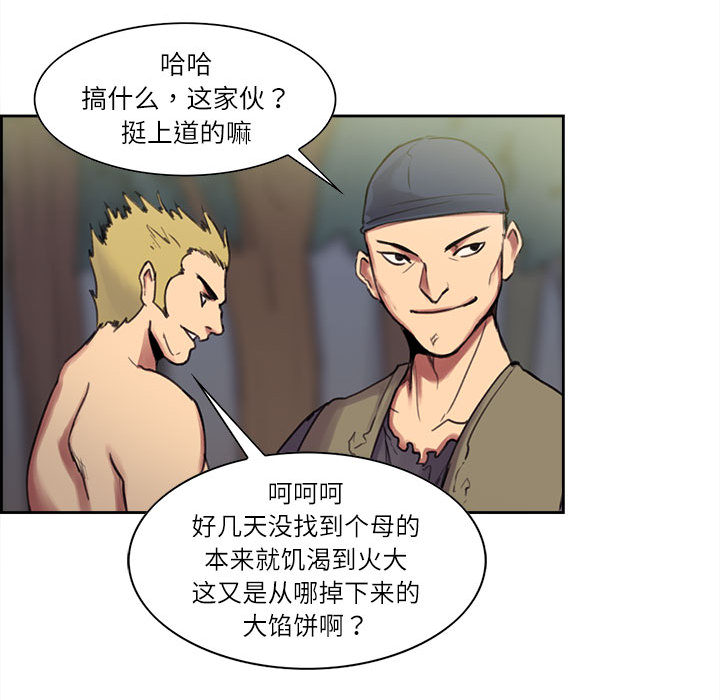 哈哈
搞什么，这家伙？
挺上道的嘛
呵呵呵
好几天没找到个母的
本来就饥渴到火大
这又是从哪掉下来的
大馅饼啊？